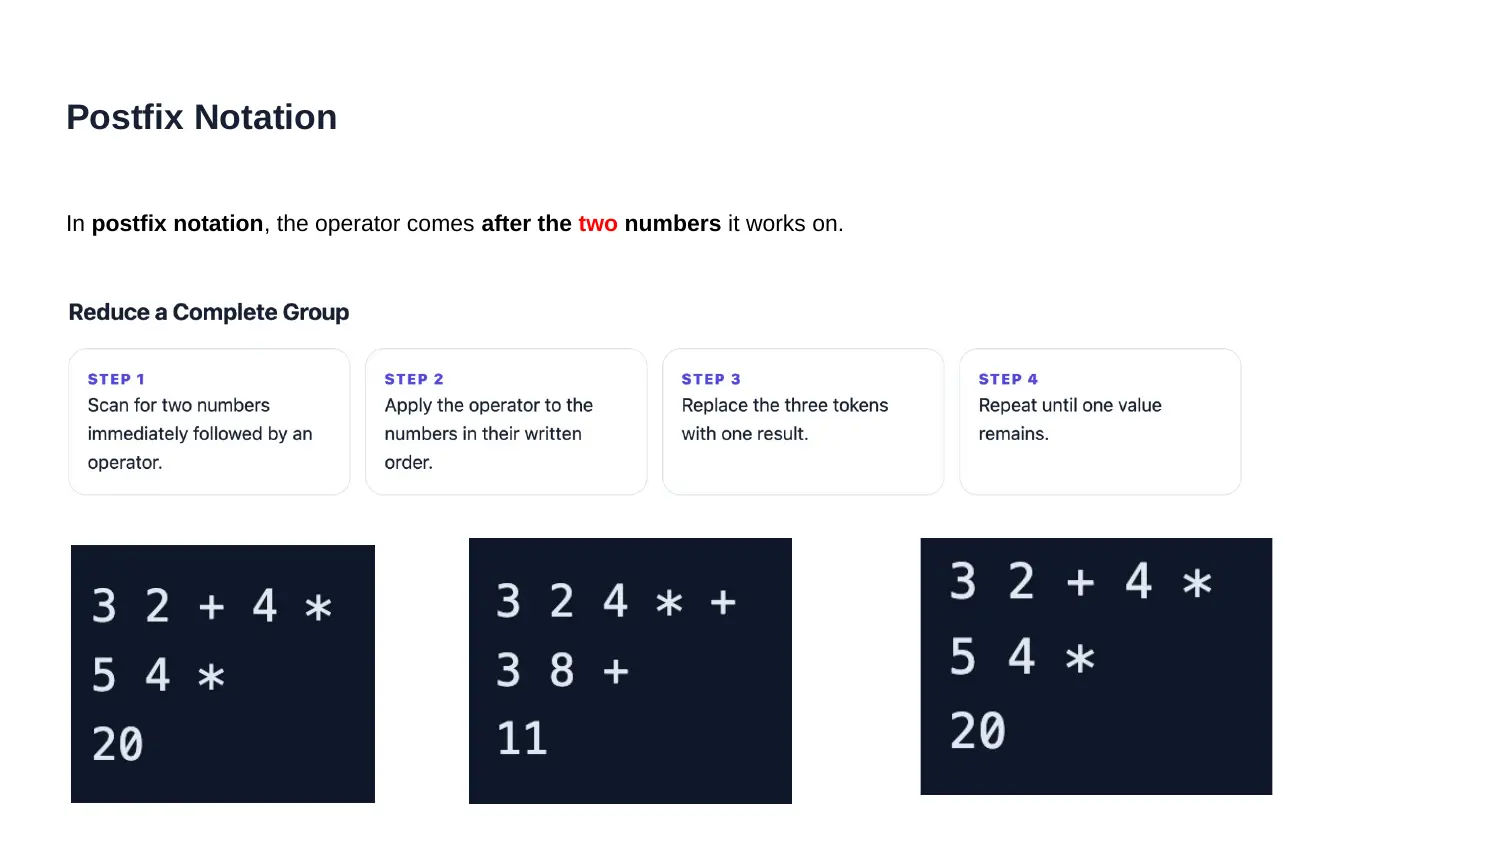 Postfix Notation
In postfix notation, the operator comes after the two numbers it works on.
Reduce a Complete Group
STEP 1
Scan for two numbers
immediately followed by an
operator.
STEP 2
Apply the operator to the
numbers in their written
order.
STEP 3
Replace the three tokens
with one result.
STEP 4
Repeat until one value
remains.
3 2 + 4 *
5 4 *
20
3 2 4 * +
3 8 +
11
3 2 + 4 *
5 4 *
20